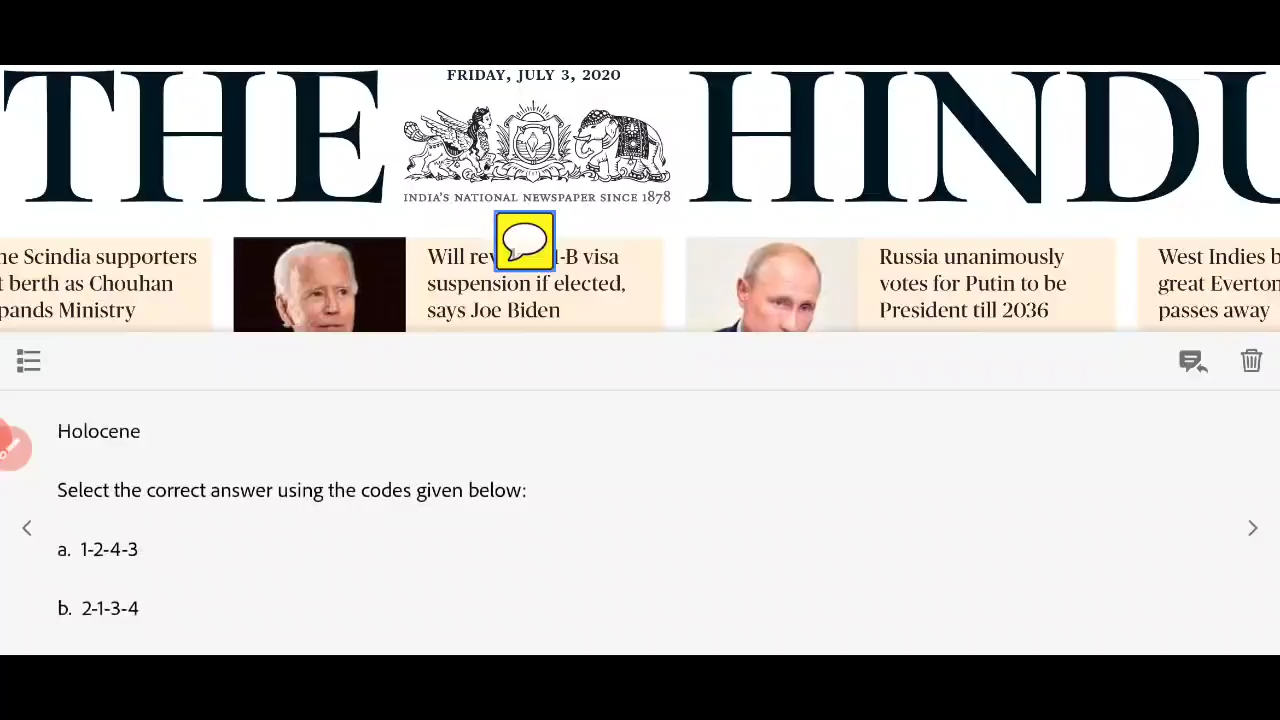 FRIDAY, JULY 3, 2020
THE HINDU
INDIA'S NATIONAL NEWSPAPER SINCE 1878
he Scindia supporters
t berth as Chouhan
pands Ministry
Will -B visa
suspension if elected,
says Joe Biden
Russia unanimously
votes for Putin to be
President till 2036
West Indies b
great Everton
passes away
Holocene
Select the correct answer using the codes given below:
a. 1-2-4-3
b. 2-1-3-4